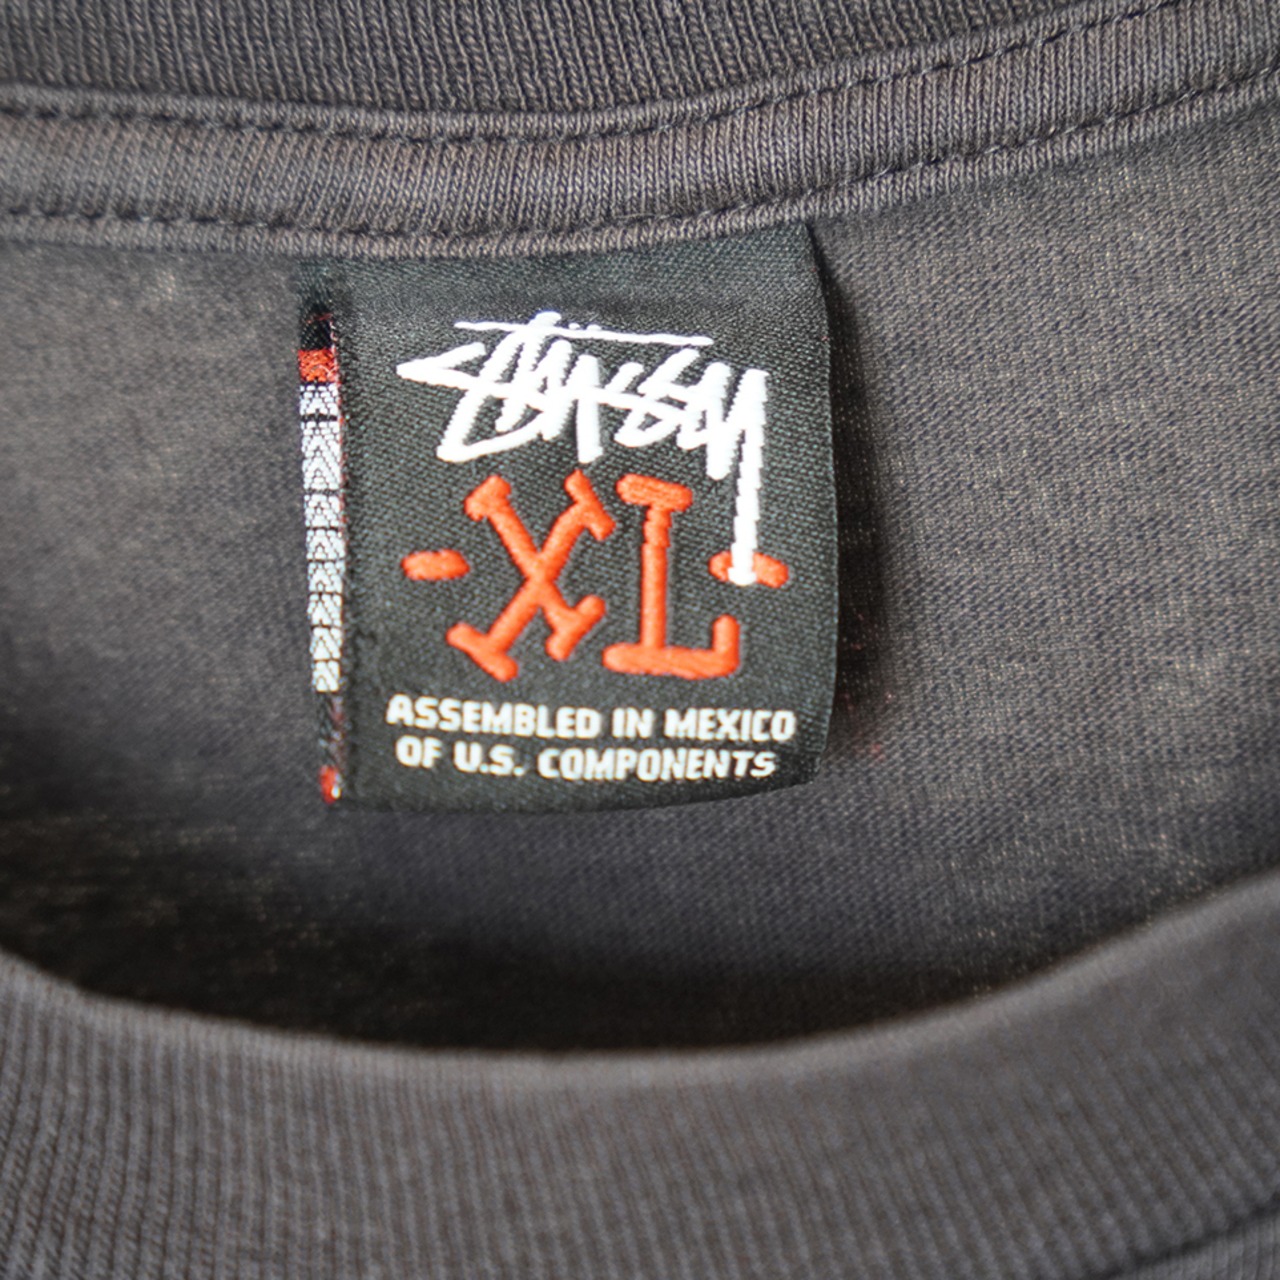 Stüssy
-XL-
ASSEMBLED IN MEXICO
OF U.S. COMPONENTS